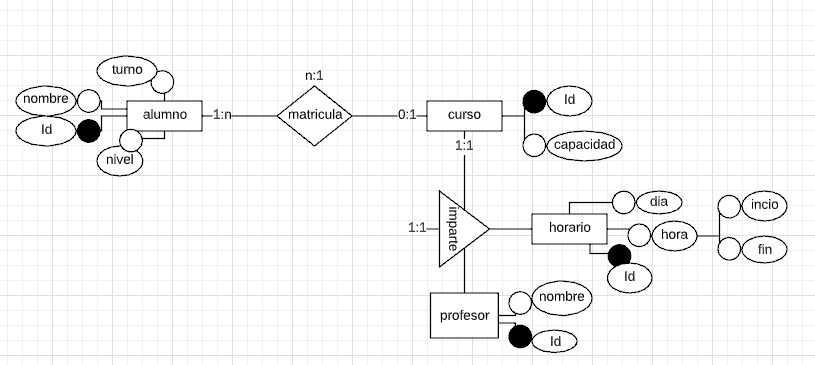 turno
n:1
nombre
alumno
1:n
matricula
0:1
curso
Id
Id
nivel
capacidad
1:1
imparte
1:1
horario
dia
hora
incio
fin
Id
profesor
nombre
Id